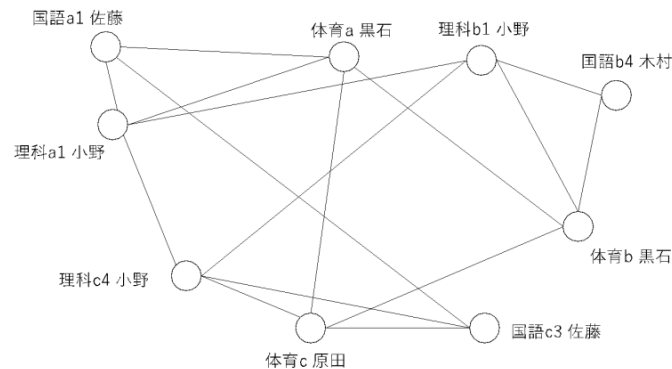 国語a1 佐藤
体育a 黒石
理科b1 小野
国語b4 木村
理科a1 小野
体育b 黒石
理科c4 小野
国語c3 佐藤
体育c 原田